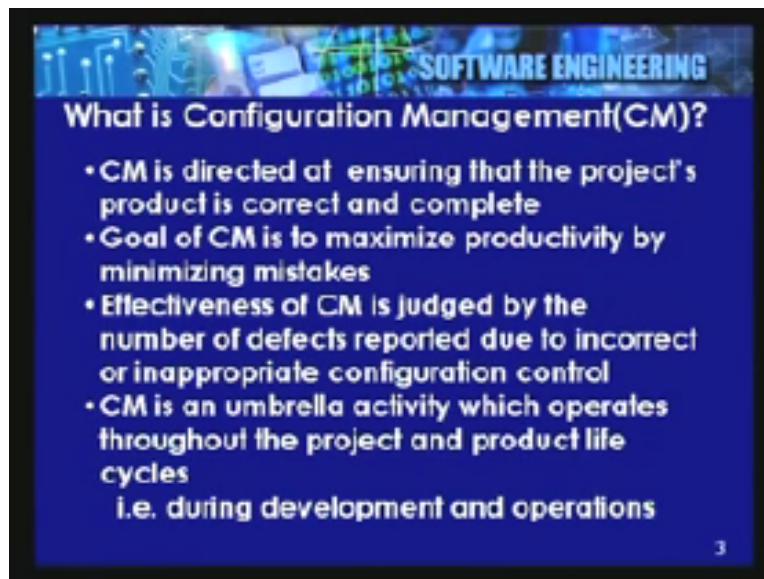 SOFTWARE ENGINEERING
What is Configuration Management(CM)?
• CM is directed at ensuring that the project's
product is correct and complete
• Goal of CM is to maximize productivity by
minimizing mistakes
• Effectiveness of CM is judged by the
number of defects reported due to incorrect
or inappropriate configuration control
• CM is an umbrella activity which operates
throughout the project and product life
cycles
i.e. during development and operations
3